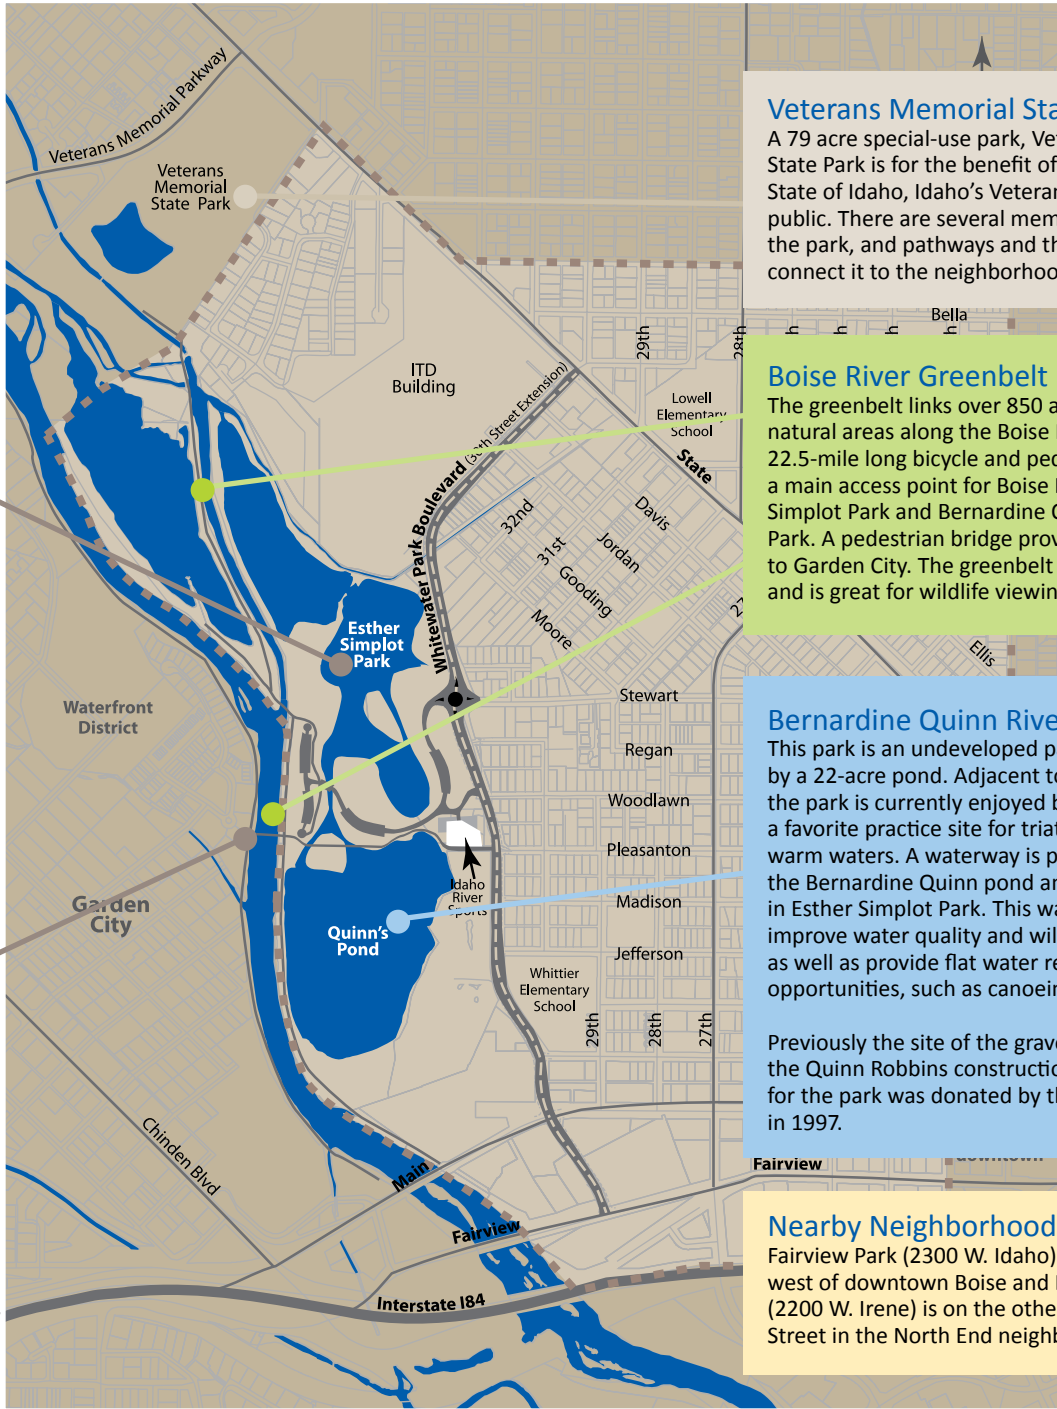 Veterans Memorial Parkway
Veterans
Memorial
State Park
ITD
Building
29th
28th
Bella
Lowell
Elementary
School
State
Whitewater Park Boulevard (30th Street Extension)
32nd
31st
Davis
Jordan
Gooding
Moore
27
Ellis
Esther
Simplot
Park
Waterfront
District
Stewart
Regan
Woodlawn
Pleasanton
Madison
Jefferson
Idaho
River
Sports
Garden
City
Quinn's
Pond
Whittier
Elementary
School
29th
28th
27th
Chinden Blvd
Main
Fairview
Fairview
downtown
Interstate I84
Veterans Memorial Sta
A 79 acre special-use park, Ve
State Park is for the benefit of
State of Idaho, Idaho's Veteran
public. There are several mem
the park, and pathways and th
connect it to the neighborhoo
Boise River Greenbelt
The greenbelt links over 850 a
natural areas along the Boise
22.5-mile long bicycle and ped
a main access point for Boise
Simplot Park and Bernardine Q
Park. A pedestrian bridge prov
to Garden City. The greenbelt
and is great for wildlife viewin
Bernardine Quinn Rive
This park is an undeveloped p
by a 22-acre pond. Adjacent to
the park is currently enjoyed b
a favorite practice site for triat
warm waters. A waterway is p
the Bernardine Quinn pond an
in Esther Simplot Park. This wa
improve water quality and wil
as well as provide flat water re
opportunities, such as canoein
Previously the site of the grave
the Quinn Robbins constructio
for the park was donated by th
in 1997.
Nearby Neighborhood
Fairview Park (2300 W. Idaho)
west of downtown Boise and
(2200 W. Irene) is on the othe
Street in the North End neighb